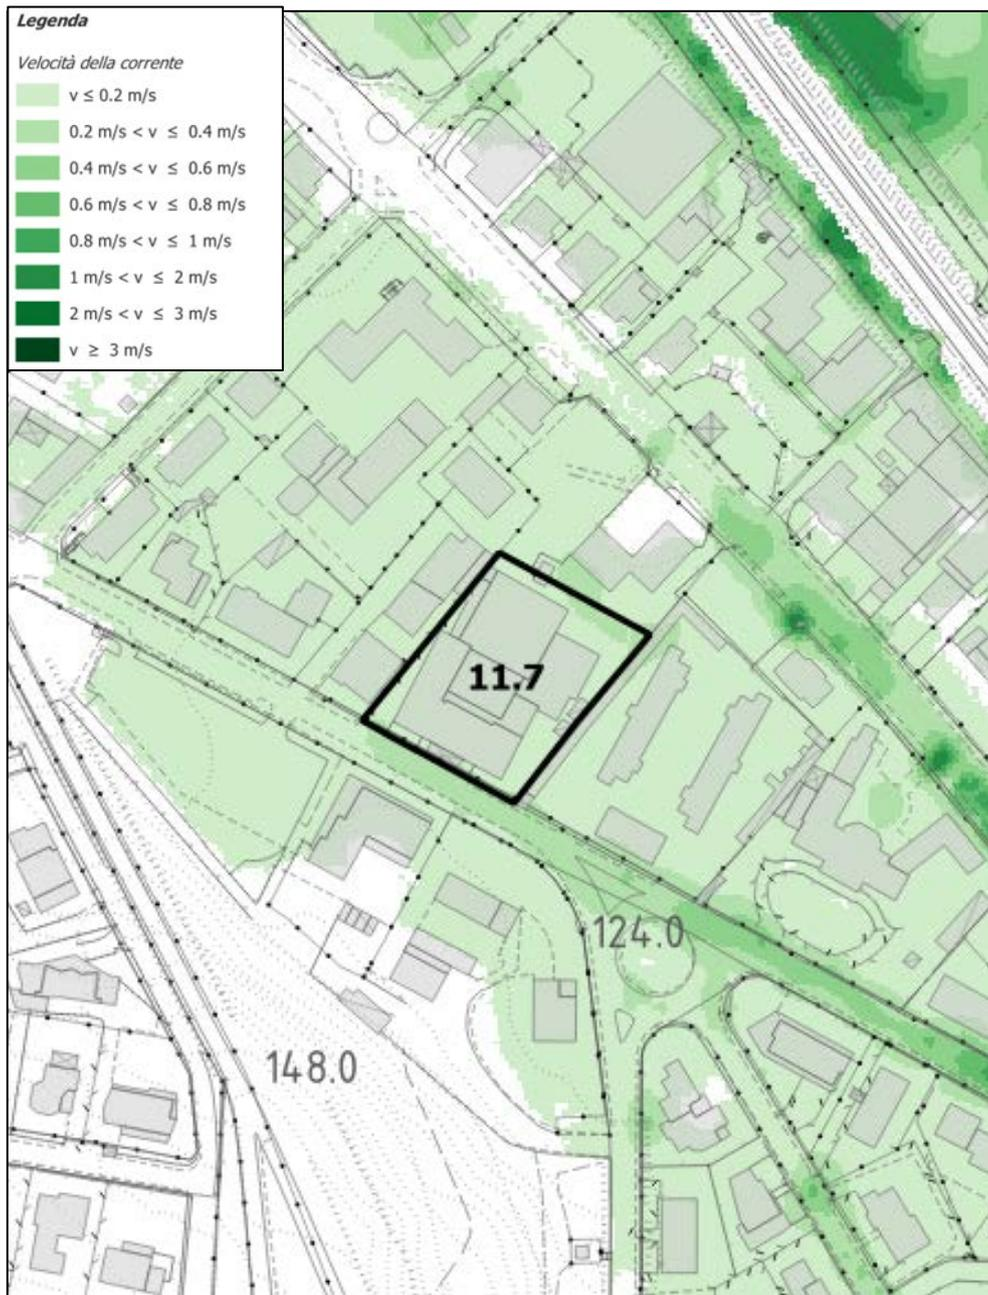 Legenda
Velocità della corrente
v ≤ 0.2 m/s
0.2 m/s < v ≤ 0.4 m/s
0.4 m/s < v ≤ 0.6 m/s
0.6 m/s < v ≤ 0.8 m/s
0.8 m/s < v ≤ 1 m/s
1 m/s < v ≤ 2 m/s
2 m/s < v ≤ 3 m/s
v ≥ 3 m/s
11.7
124.0
148.0